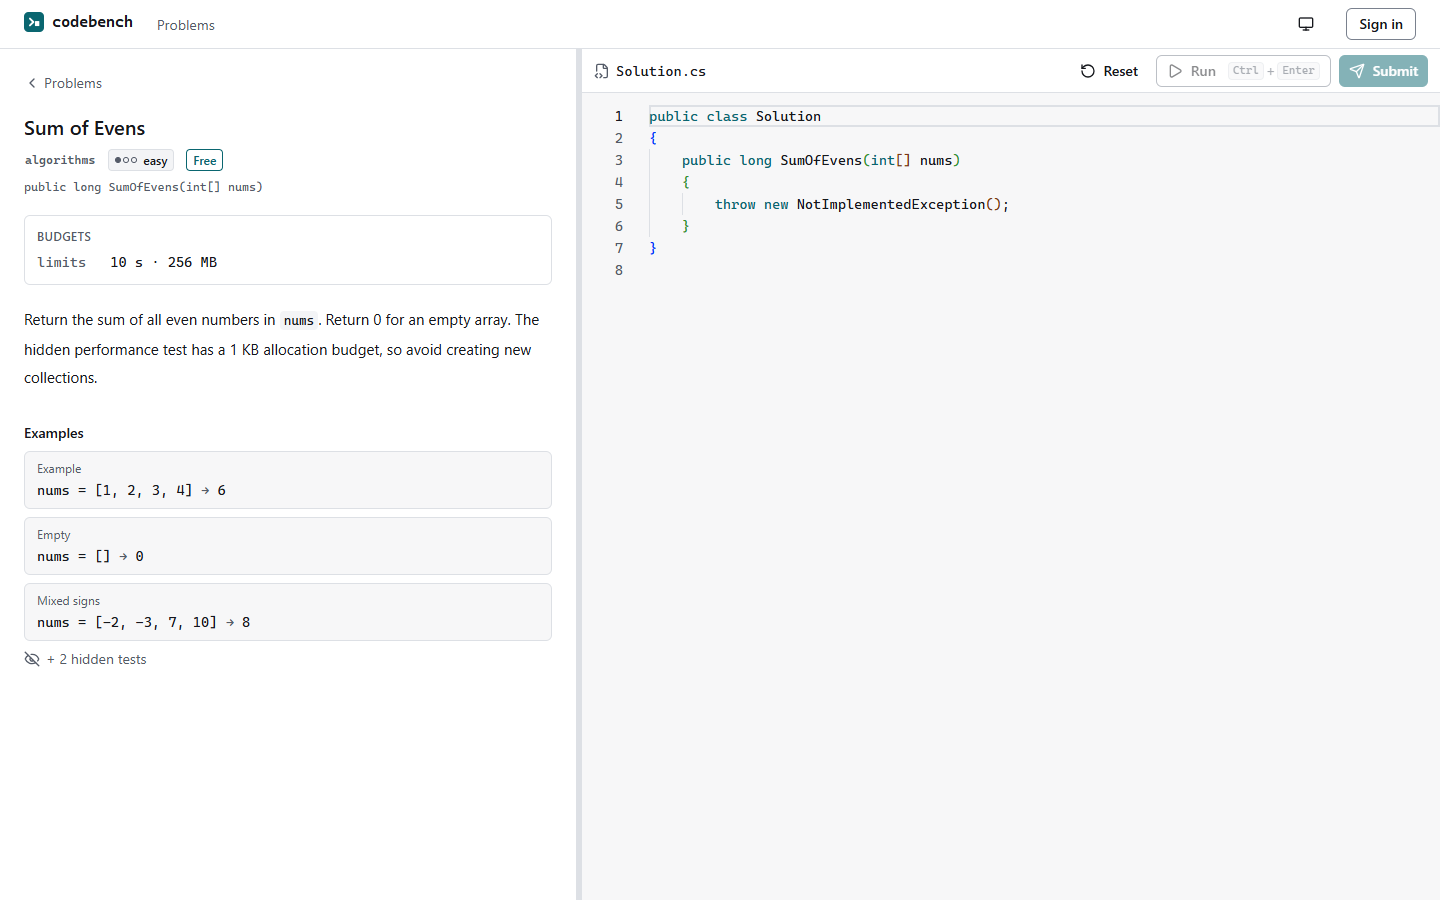 codebench
Problems
Sign in
Problems
Sum of Evens
algorithms easy Free
public long SumOfEvens(int[] nums)
BUDGETS
limits 10 s · 256 MB
Return the sum of all even numbers in nums. Return 0 for an empty array. The
hidden performance test has a 1 KB allocation budget, so avoid creating new
collections.
Examples
Example
nums = [1, 2, 3, 4] → 6
Empty
nums = [] → 0
Mixed signs
nums = [-2, -3, 7, 10] → 8
+ 2 hidden tests
Solution.cs
Reset
Run Ctrl + Enter
Submit
1 public class Solution
2 {
3     public long SumOfEvens(int[] nums)
4     {
5         throw new NotImplementedException();
6     }
7 }
8